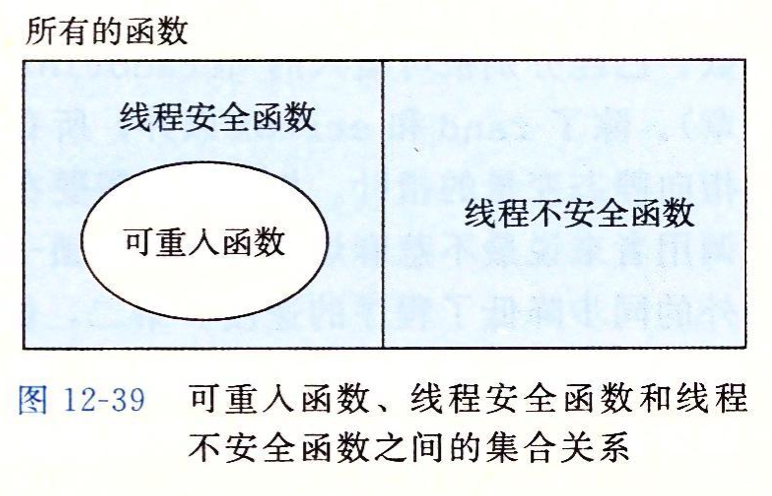 所有的函数
线程安全函数
可重入函数
线程不安全函数
图 12-39 可重入函数、线程安全函数和线程
不安全函数之间的集合关系